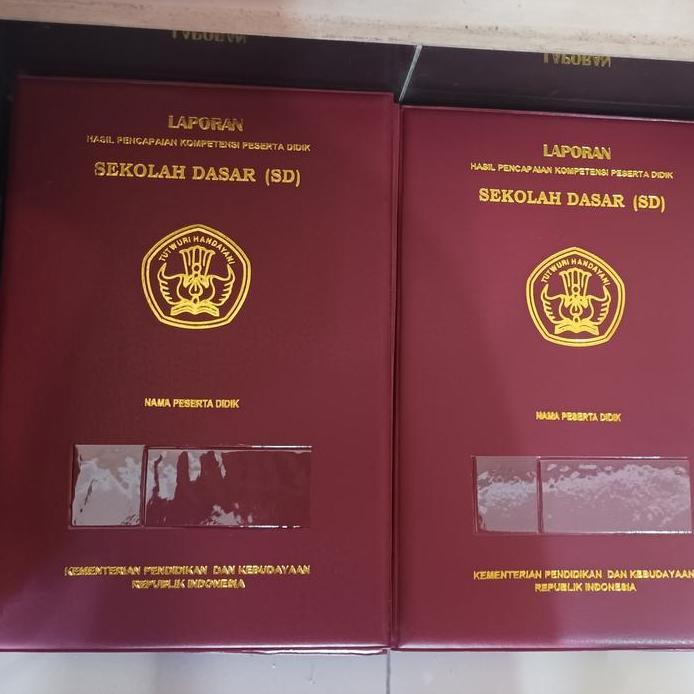 LAPORAN
HASIL PENCAPAIAN KOMPETENSI PESERTA DIDIK
SEKOLAH DASAR (SD)
TUT WURI HANDAYANI
NAMA PESERTA DIDIK
KEMENTERIAN PENDIDIKAN DAN KEBUDAYAAN
REPUBLIK INDONESIA
LAPORAN
HASIL PENCAPAIAN KOMPETENSI PESERTA DIDIK
SEKOLAH DASAR (SD)
TUT WURI HANDAYANI
NAMA PESERTA DIDIK
KEMENTERIAN PENDIDIKAN DAN KEBUDAYAAN
REPUBLIK INDONESIA